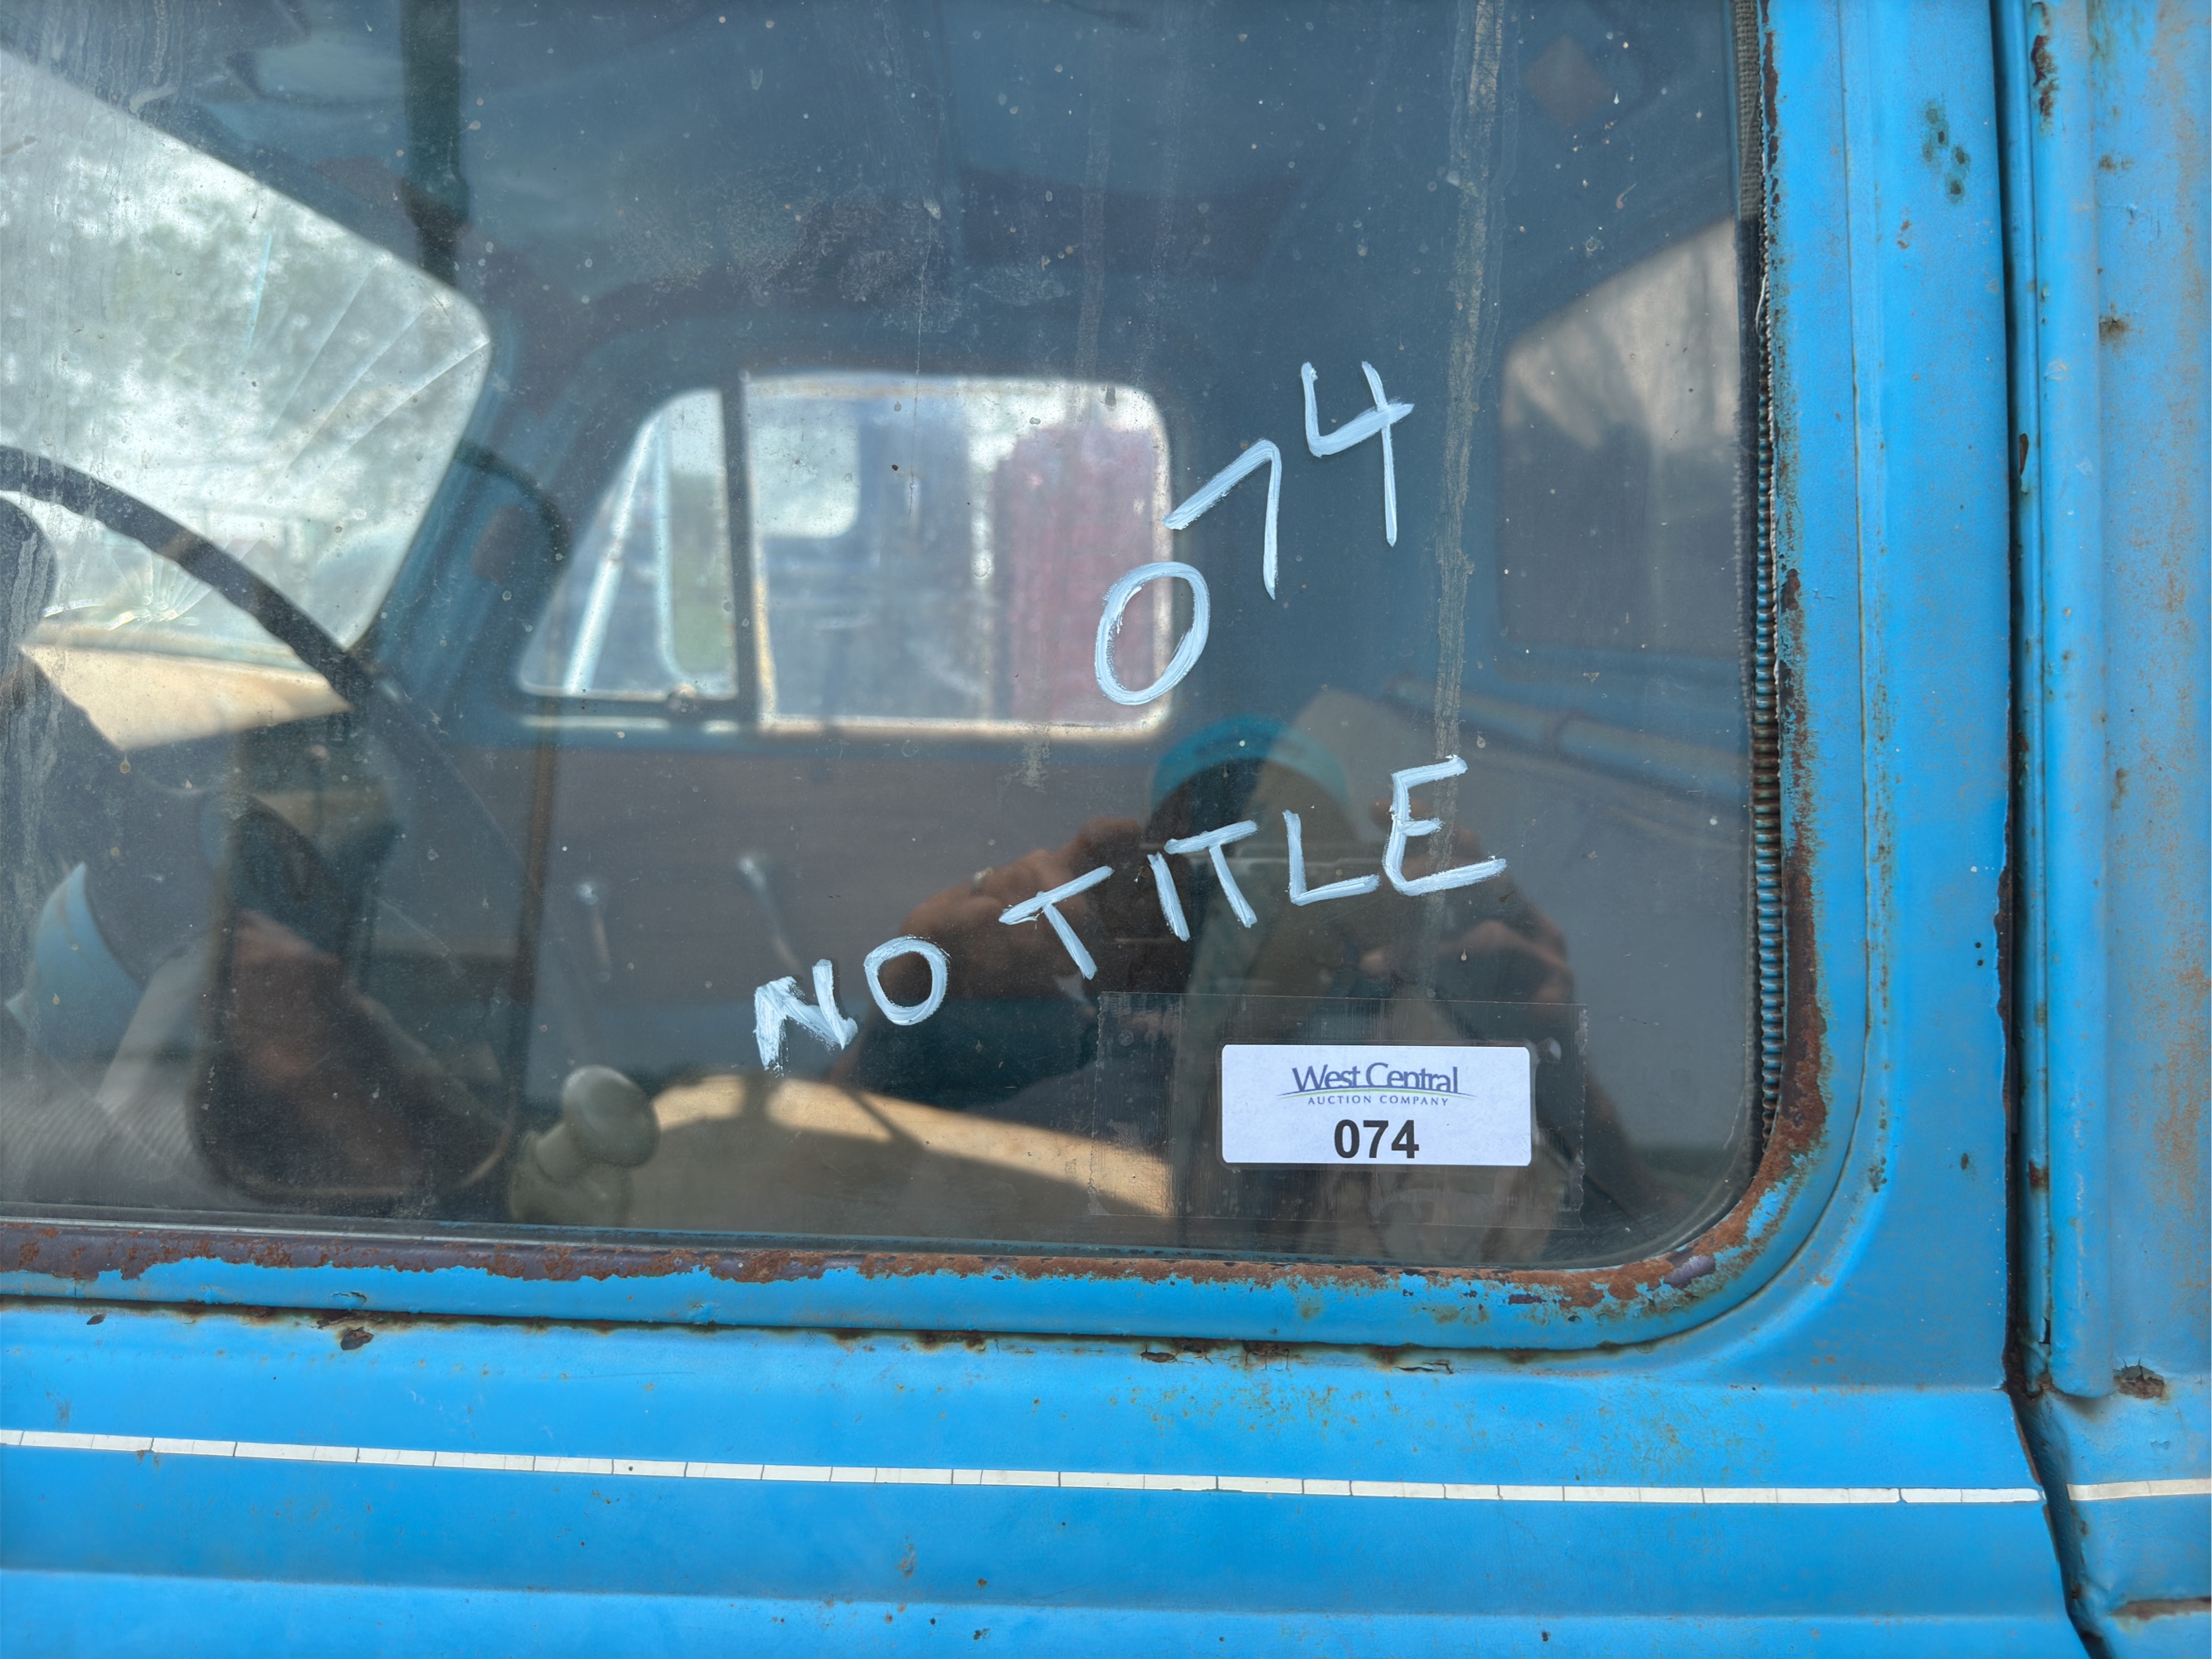 074
NO TITLE
West Central
AUCTION COMPANY
074